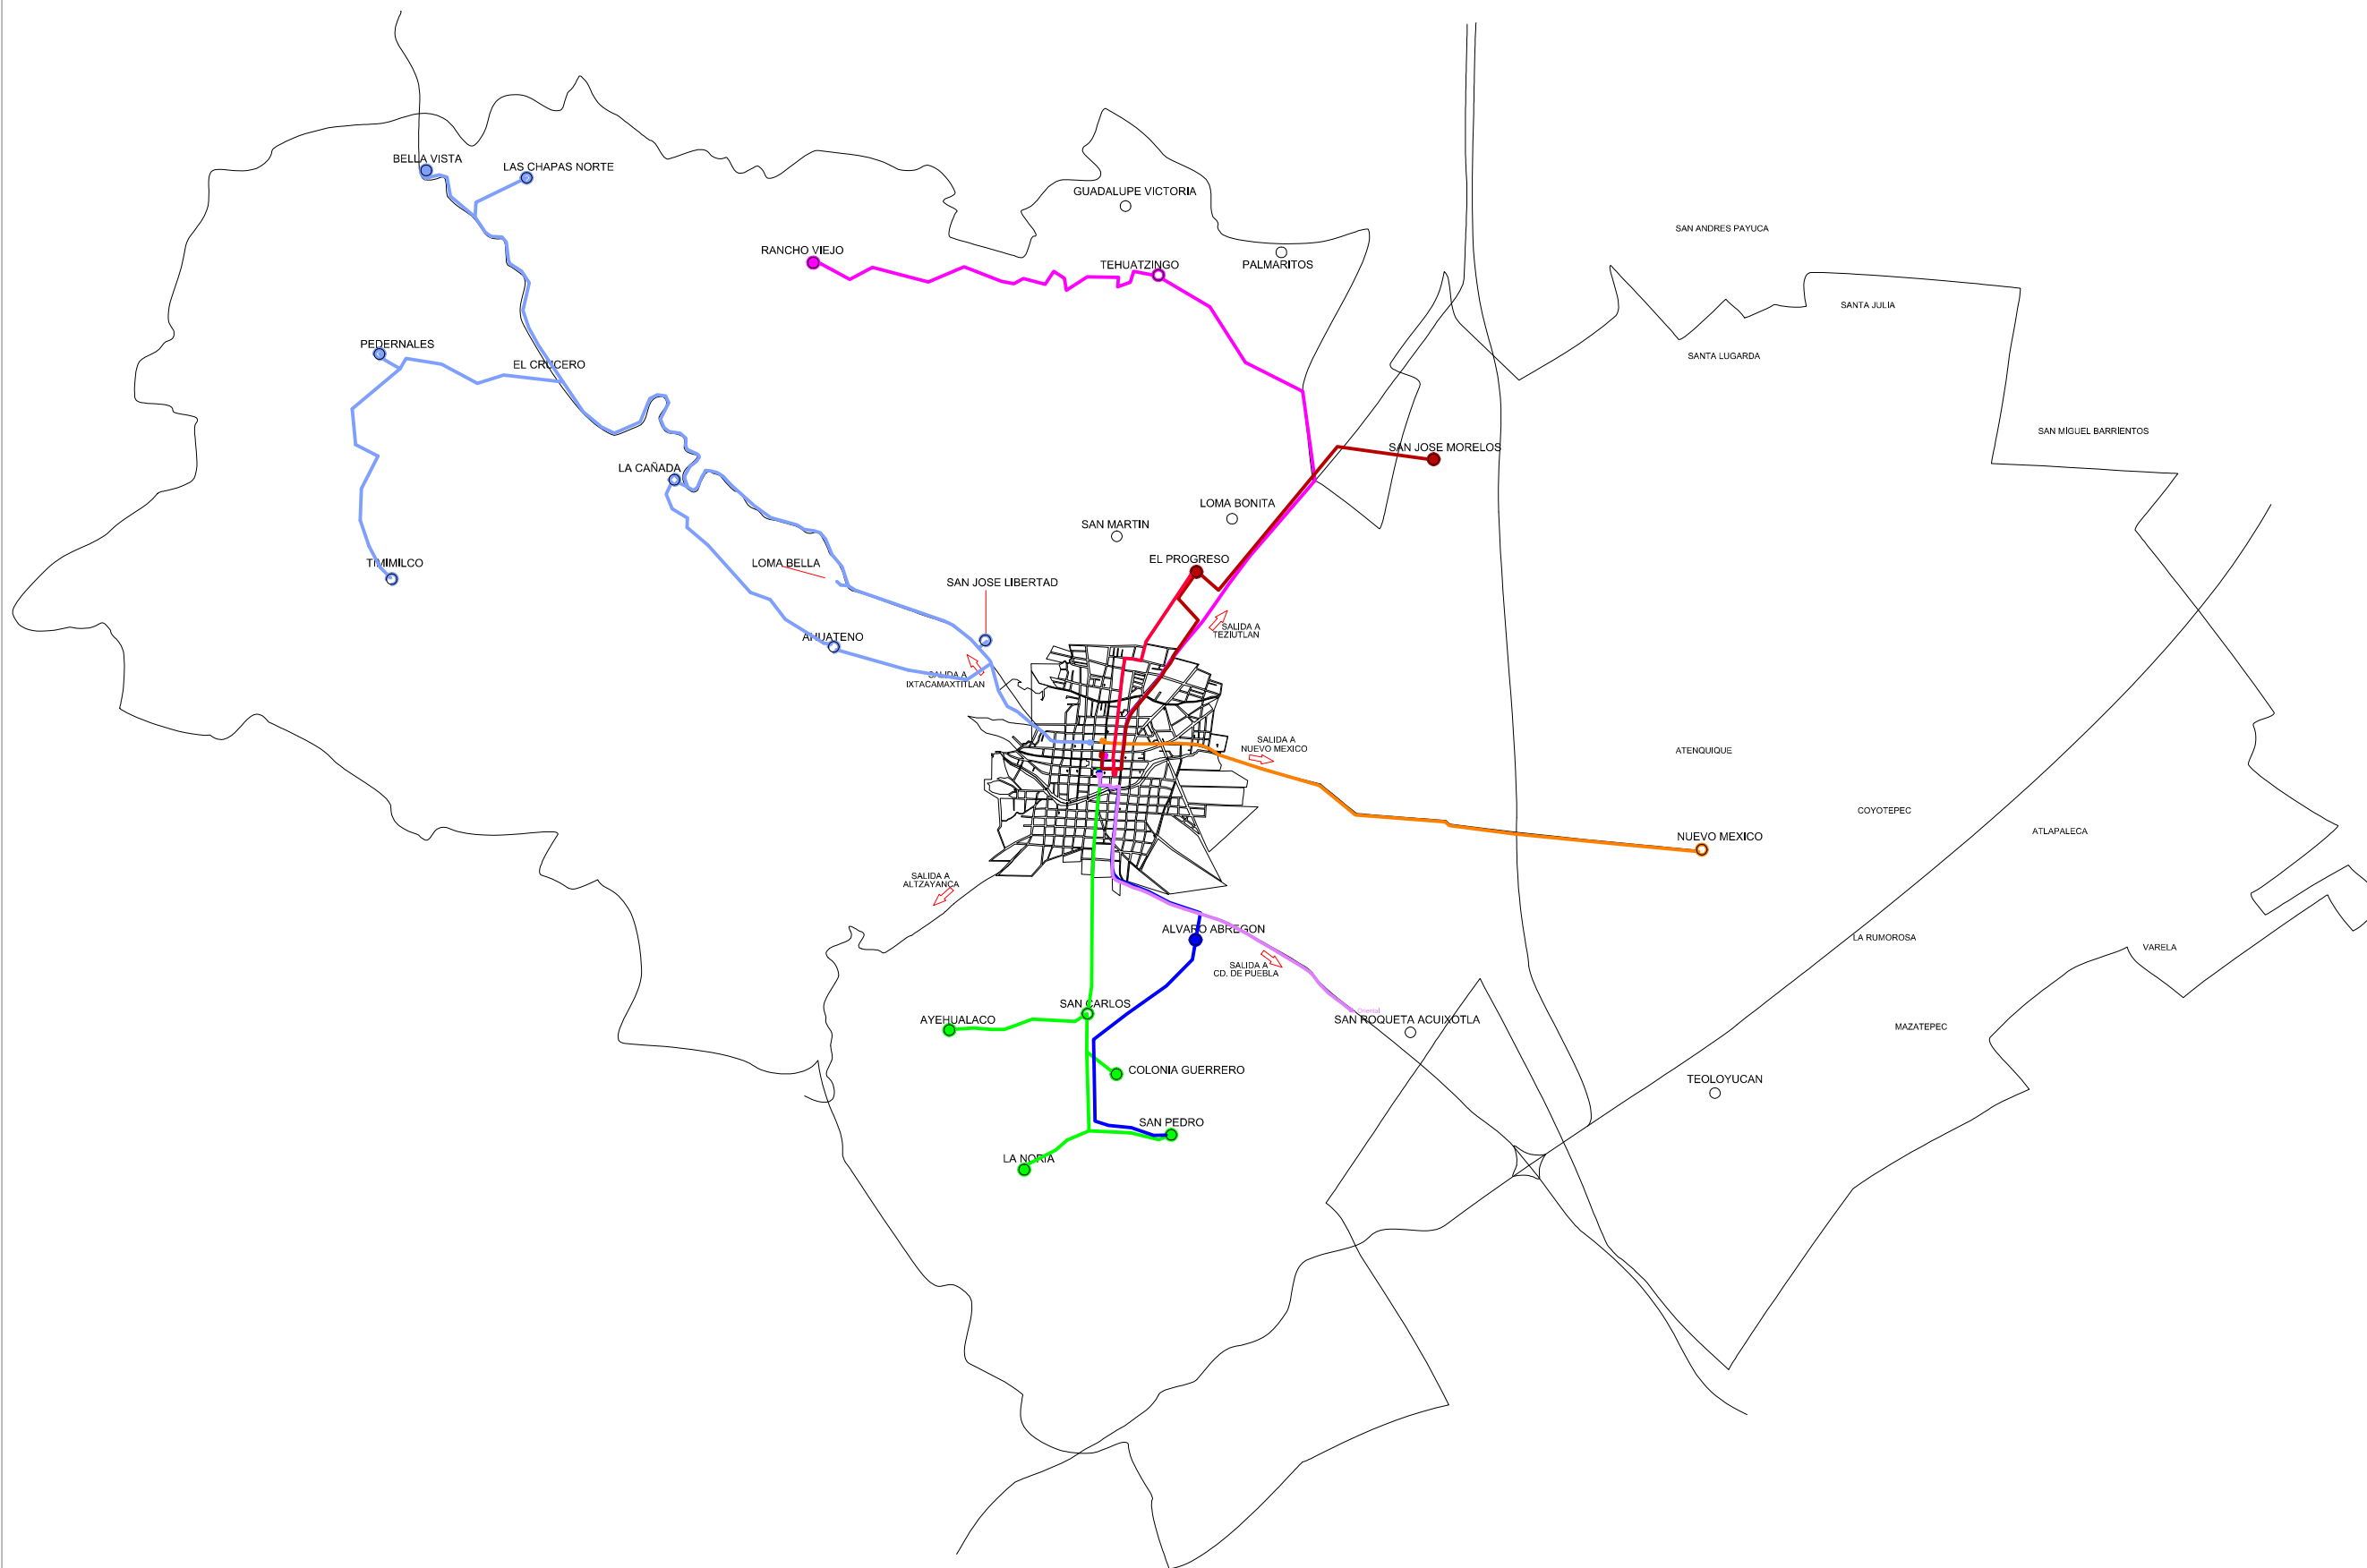 BELLA VISTA
LAS CHAPAS NORTE
GUADALUPE VICTORIA
SAN ANDRES PAYUCA
RANCHO VIEJO
TEHUATZINGO
PALMARITOS
SANTA JULIA
PEDERNALES
EL CRUCERO
SANTA LUGARDA
SAN MIGUEL BARRIENTOS
SAN JOSE MORELOS
LA CAÑADA
LOMA BONITA
SAN MARTIN
EL PROGRESO
TIMIMILCO
LOMA BELLA
SAN JOSE LIBERTAD
SALIDA A
TEZIUTLAN
AHUATENO
SALIDA A
IXTACAMAXTITLAN
SALIDA A
NUEVO MEXICO
ATENQUIQUE
COYOTEPEC
ATLAPALECA
NUEVO MEXICO
SALIDA A
ALTZAYANCA
ALVARO ABREGON
LA RUMOROSA
VARELA
SALIDA A
CD. DE PUEBLA
SAN CARLOS
AYEHUALACO
Oriental
SAN ROQUETA ACUIXOTLA
MAZATEPEC
COLONIA GUERRERO
TEOLOYUCAN
SAN PEDRO
LA NORIA